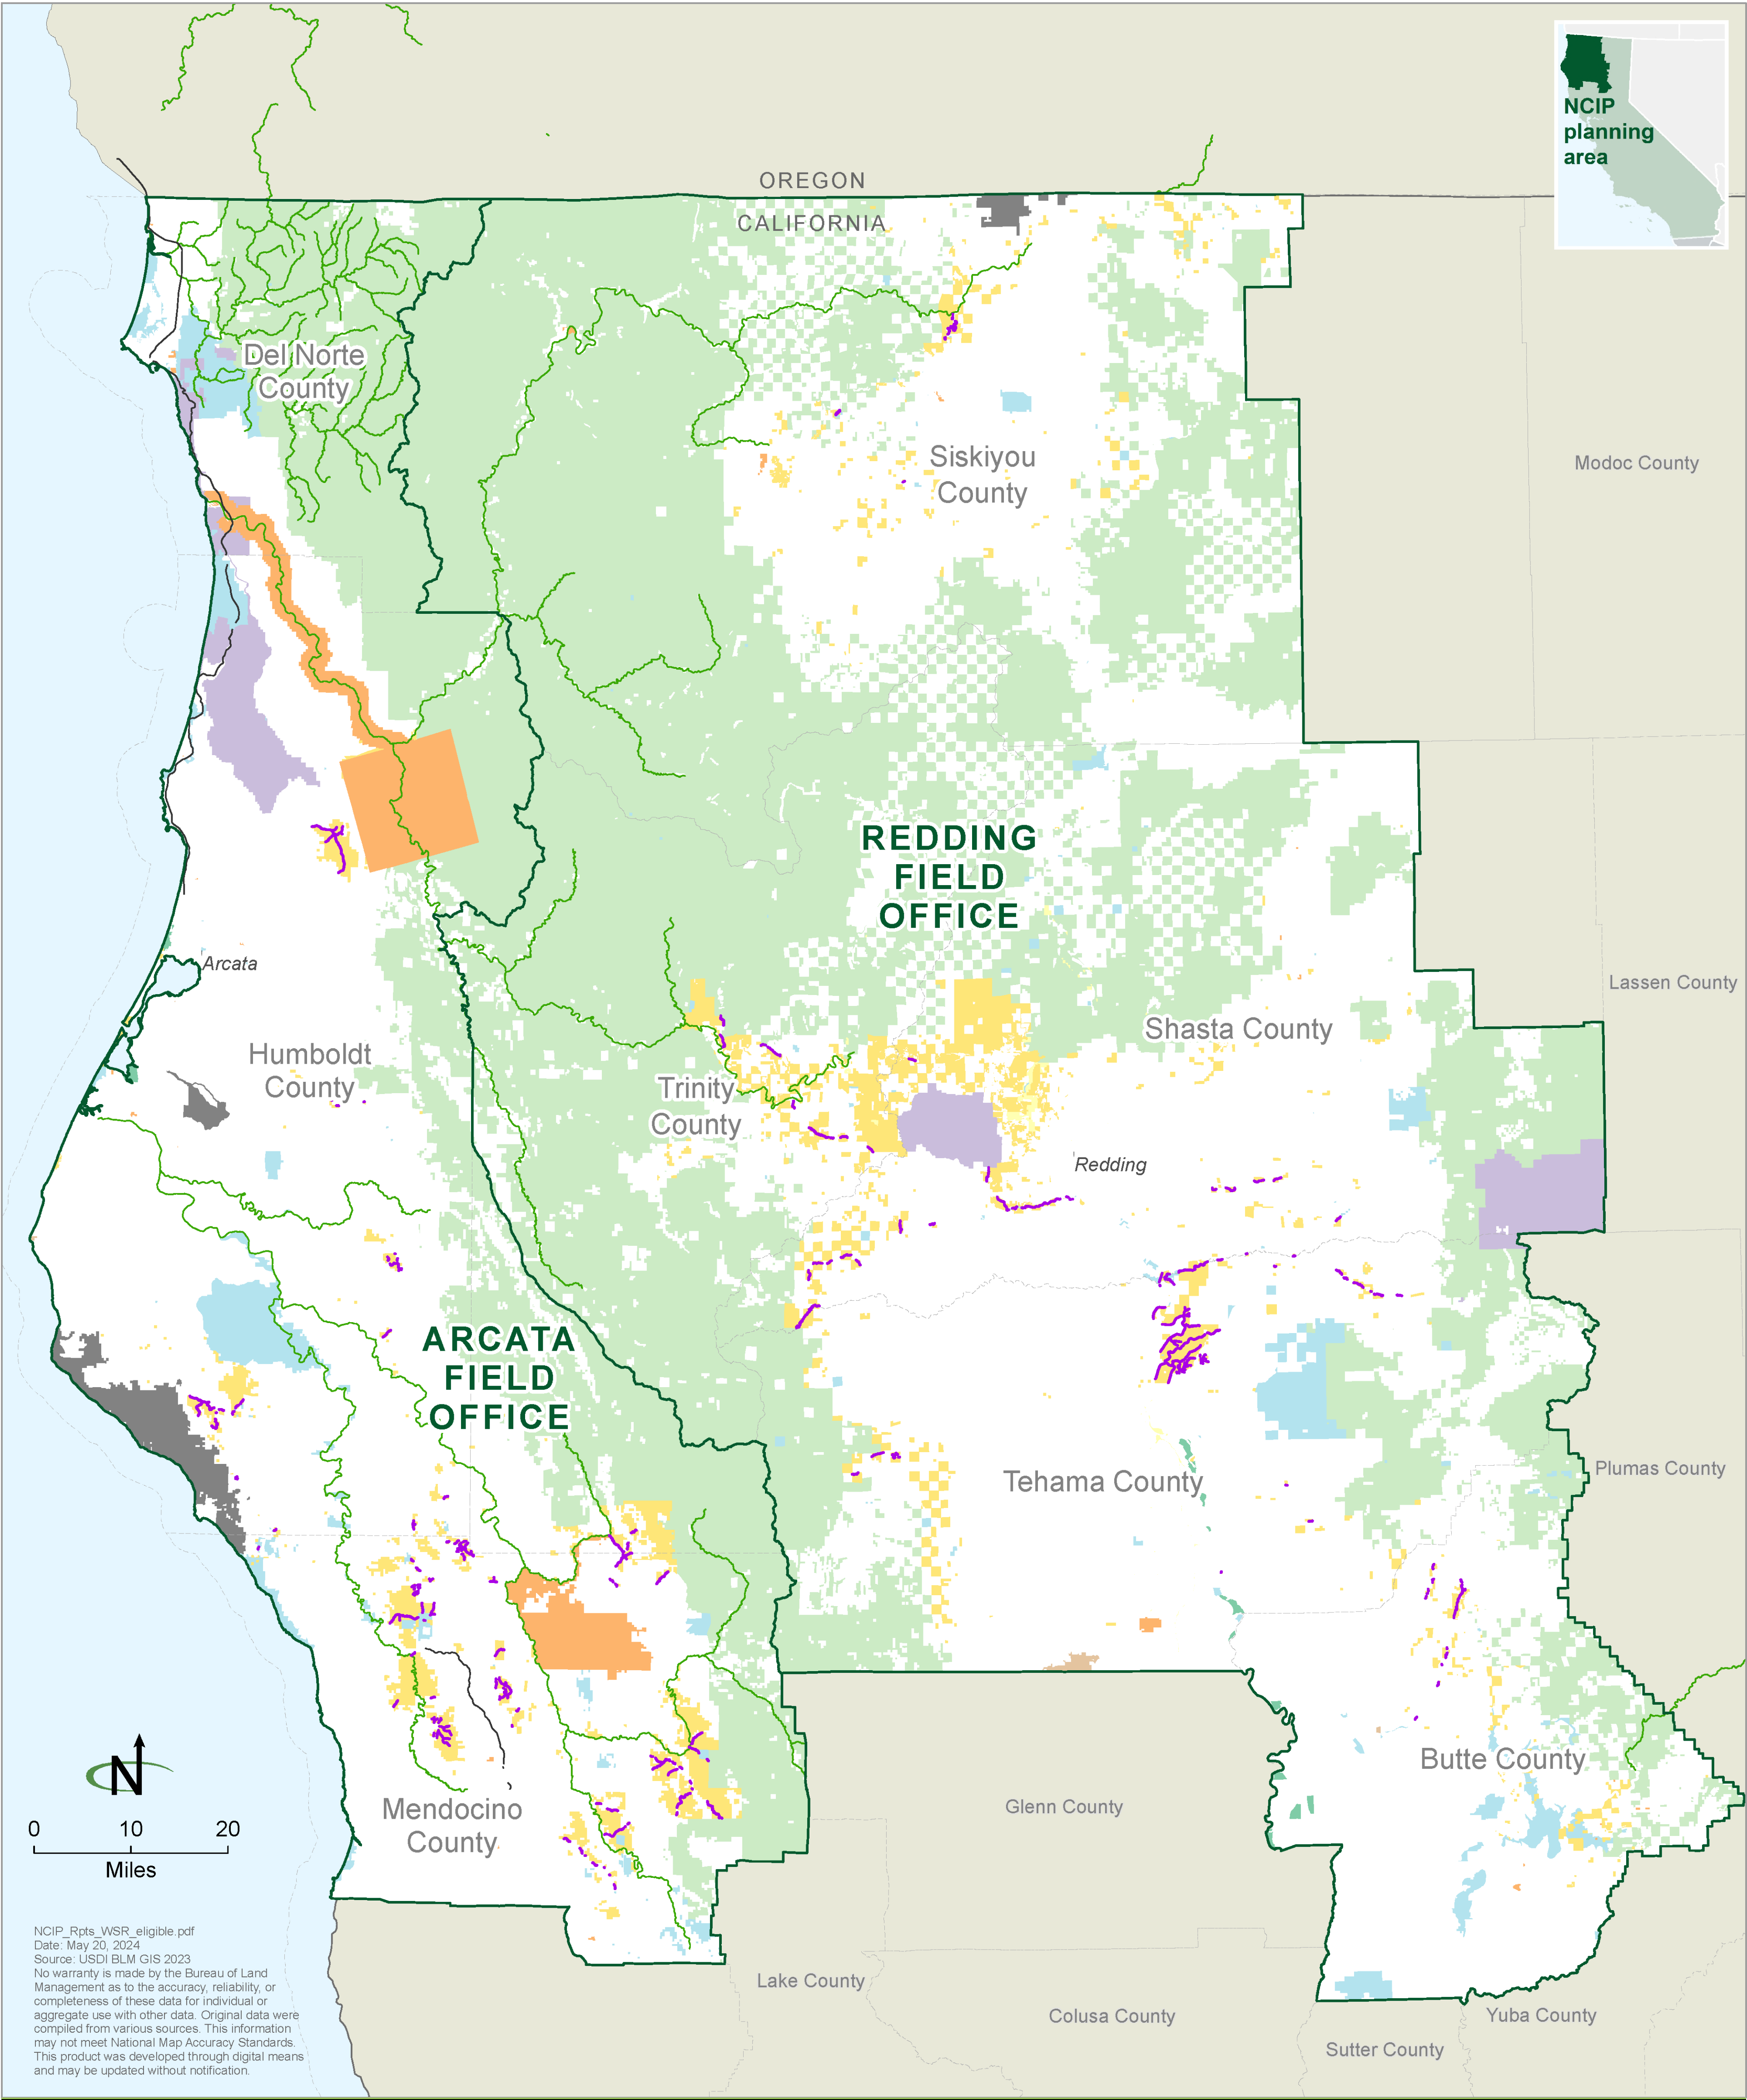 NCIP
planning
area
OREGON
CALIFORNIA
Del Norte
County
Siskiyou
County
Modoc County
REDDING
FIELD
OFFICE
Arcata
Lassen County
Humboldt
County
Shasta County
Trinity
County
Redding
ARCATA
FIELD
OFFICE
Tehama County
Plumas County
N
Butte County
Mendocino
County
Glenn County
0 10 20
Miles
NCIP_Rpts_WSR_eligible.pdf
Date: May 20, 2024
Source: USDI BLM GIS 2023
No warranty is made by the Bureau of Land
Management as to the accuracy, reliability, or
completeness of these data for individual or
aggregate use with other data. Original data were
compiled from various sources. This information
may not meet National Map Accuracy Standards.
This product was developed through digital means
and may be updated without notification.
Lake County
Colusa County
Yuba County
Sutter County